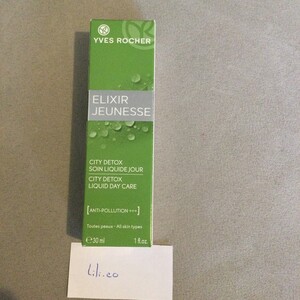 YVES ROCHER
ELIXIR
JEUNESSE
CITY DETOX
SOIN LIQUIDE JOUR
CITY DETOX
LIQUID DAY CARE
[ANTI-POLLUTION +++]
Toutes peaux - All skin types
e 30 ml 1 fl.oz.
Lili.co